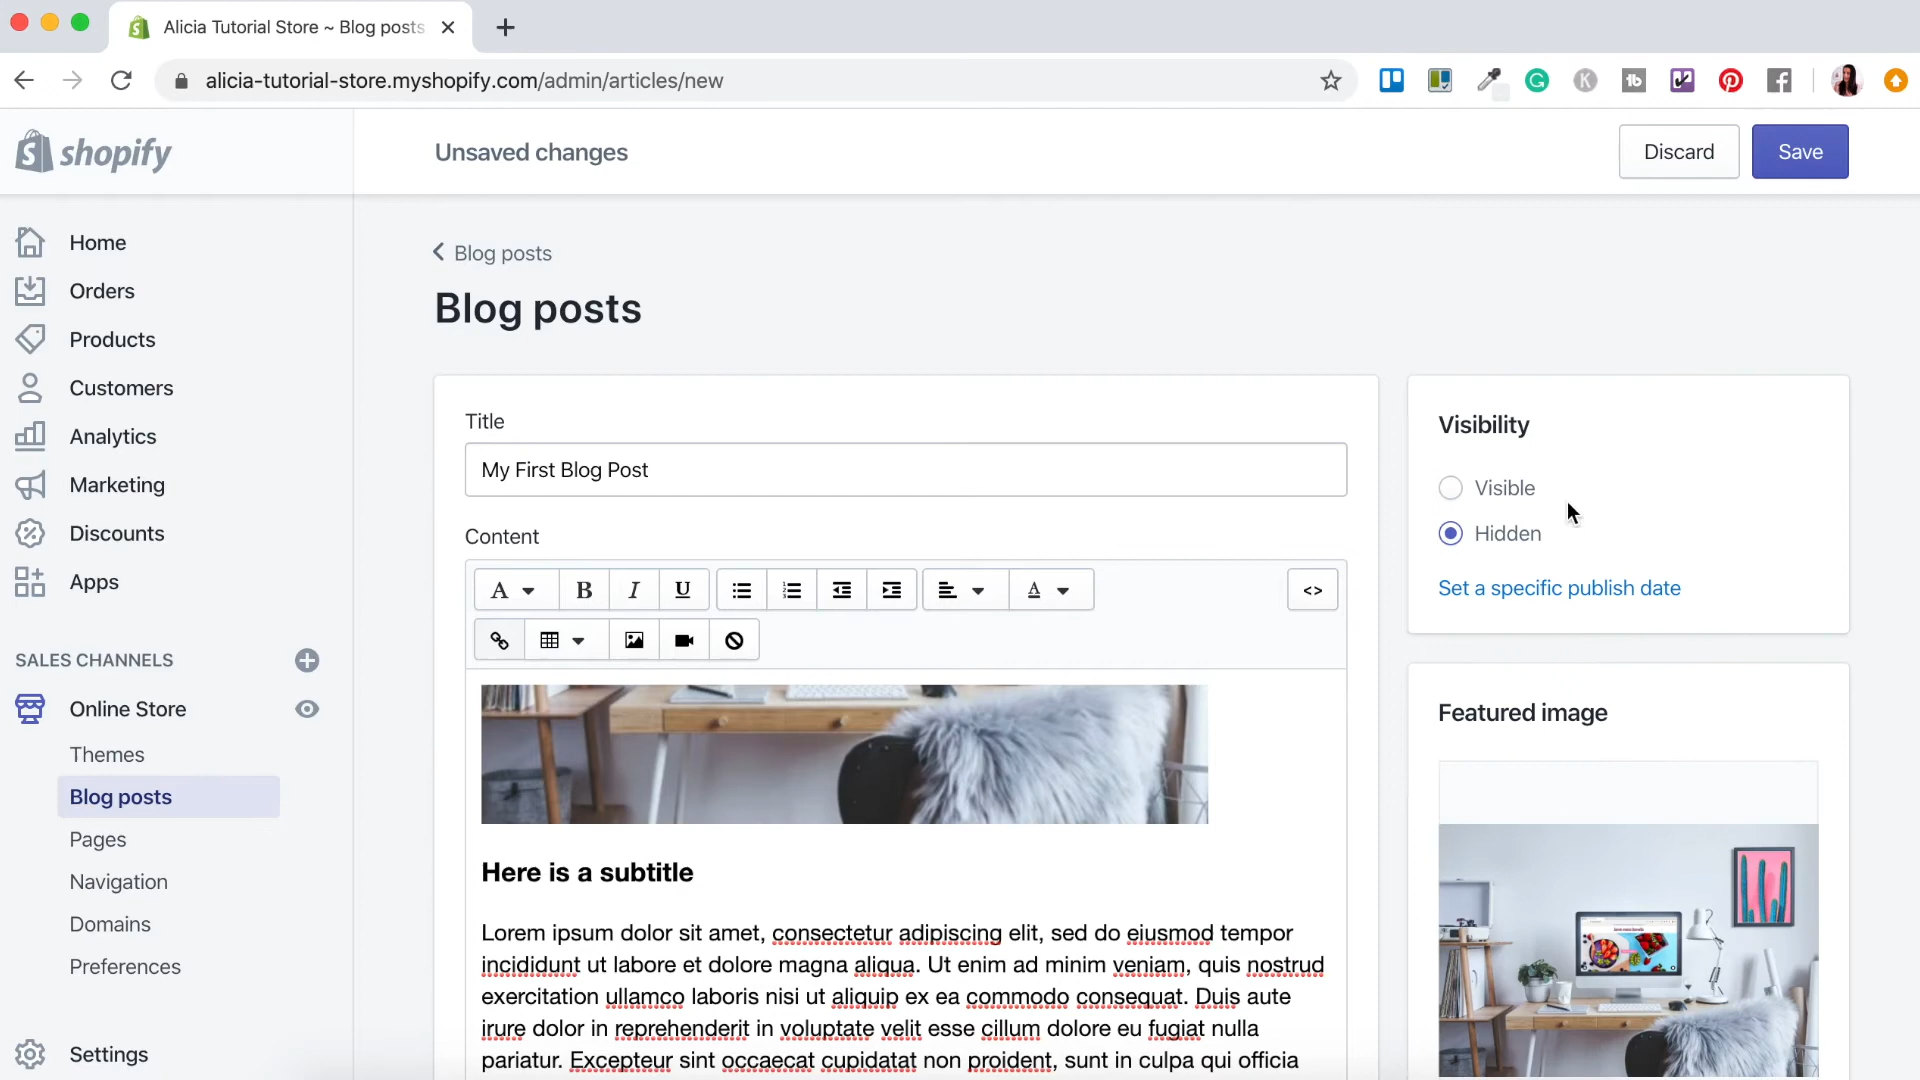 Alicia Tutorial Store ~ Blog posts
alicia-tutorial-store.myshopify.com/admin/articles/new
shopify
Unsaved changes
Discard
Save
Home
Orders
Products
Customers
Analytics
Marketing
Discounts
Apps
SALES CHANNELS
Online Store
Themes
Blog posts
Pages
Navigation
Domains
Preferences
Settings
Blog posts
Blog posts
Title
My First Blog Post
Content
A
B
I
U
A
<>
Here is a subtitle
Lorem ipsum dolor sit amet, consectetur adipiscing elit, sed do eiusmod tempor
incididunt ut labore et dolore magna aliqua. Ut enim ad minim veniam, quis nostrud
exercitation ullamco laboris nisi ut aliquip ex ea commodo consequat. Duis aute
irure dolor in reprehenderit in voluptate velit esse cillum dolore eu fugiat nulla
pariatur. Excepteur sint occaecat cupidatat non proident, sunt in culpa qui officia
Visibility
Visible
Hidden
Set a specific publish date
Featured image